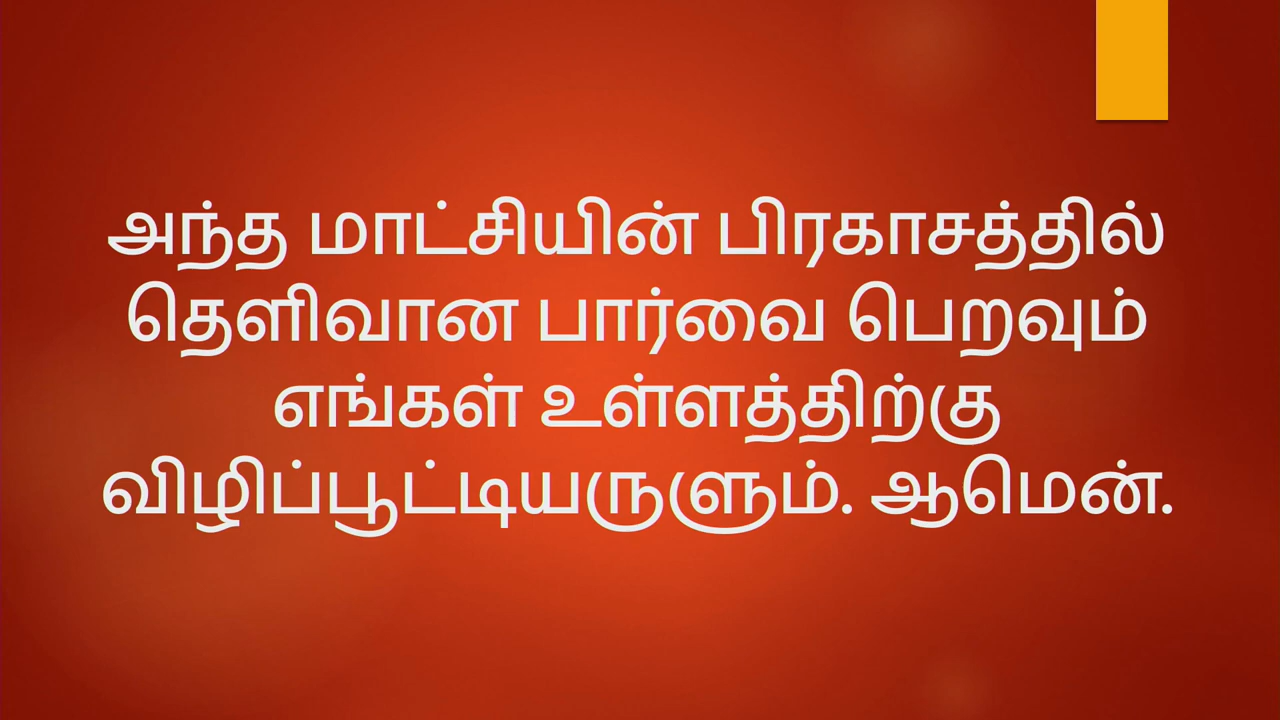 அந்த மாட்சியின் பிரகாசத்தில்
தெளிவான பார்வை பெறவும்
எங்கள் உள்ளத்திற்கு
விழிப்பூட்டியருளும். ஆமென்.